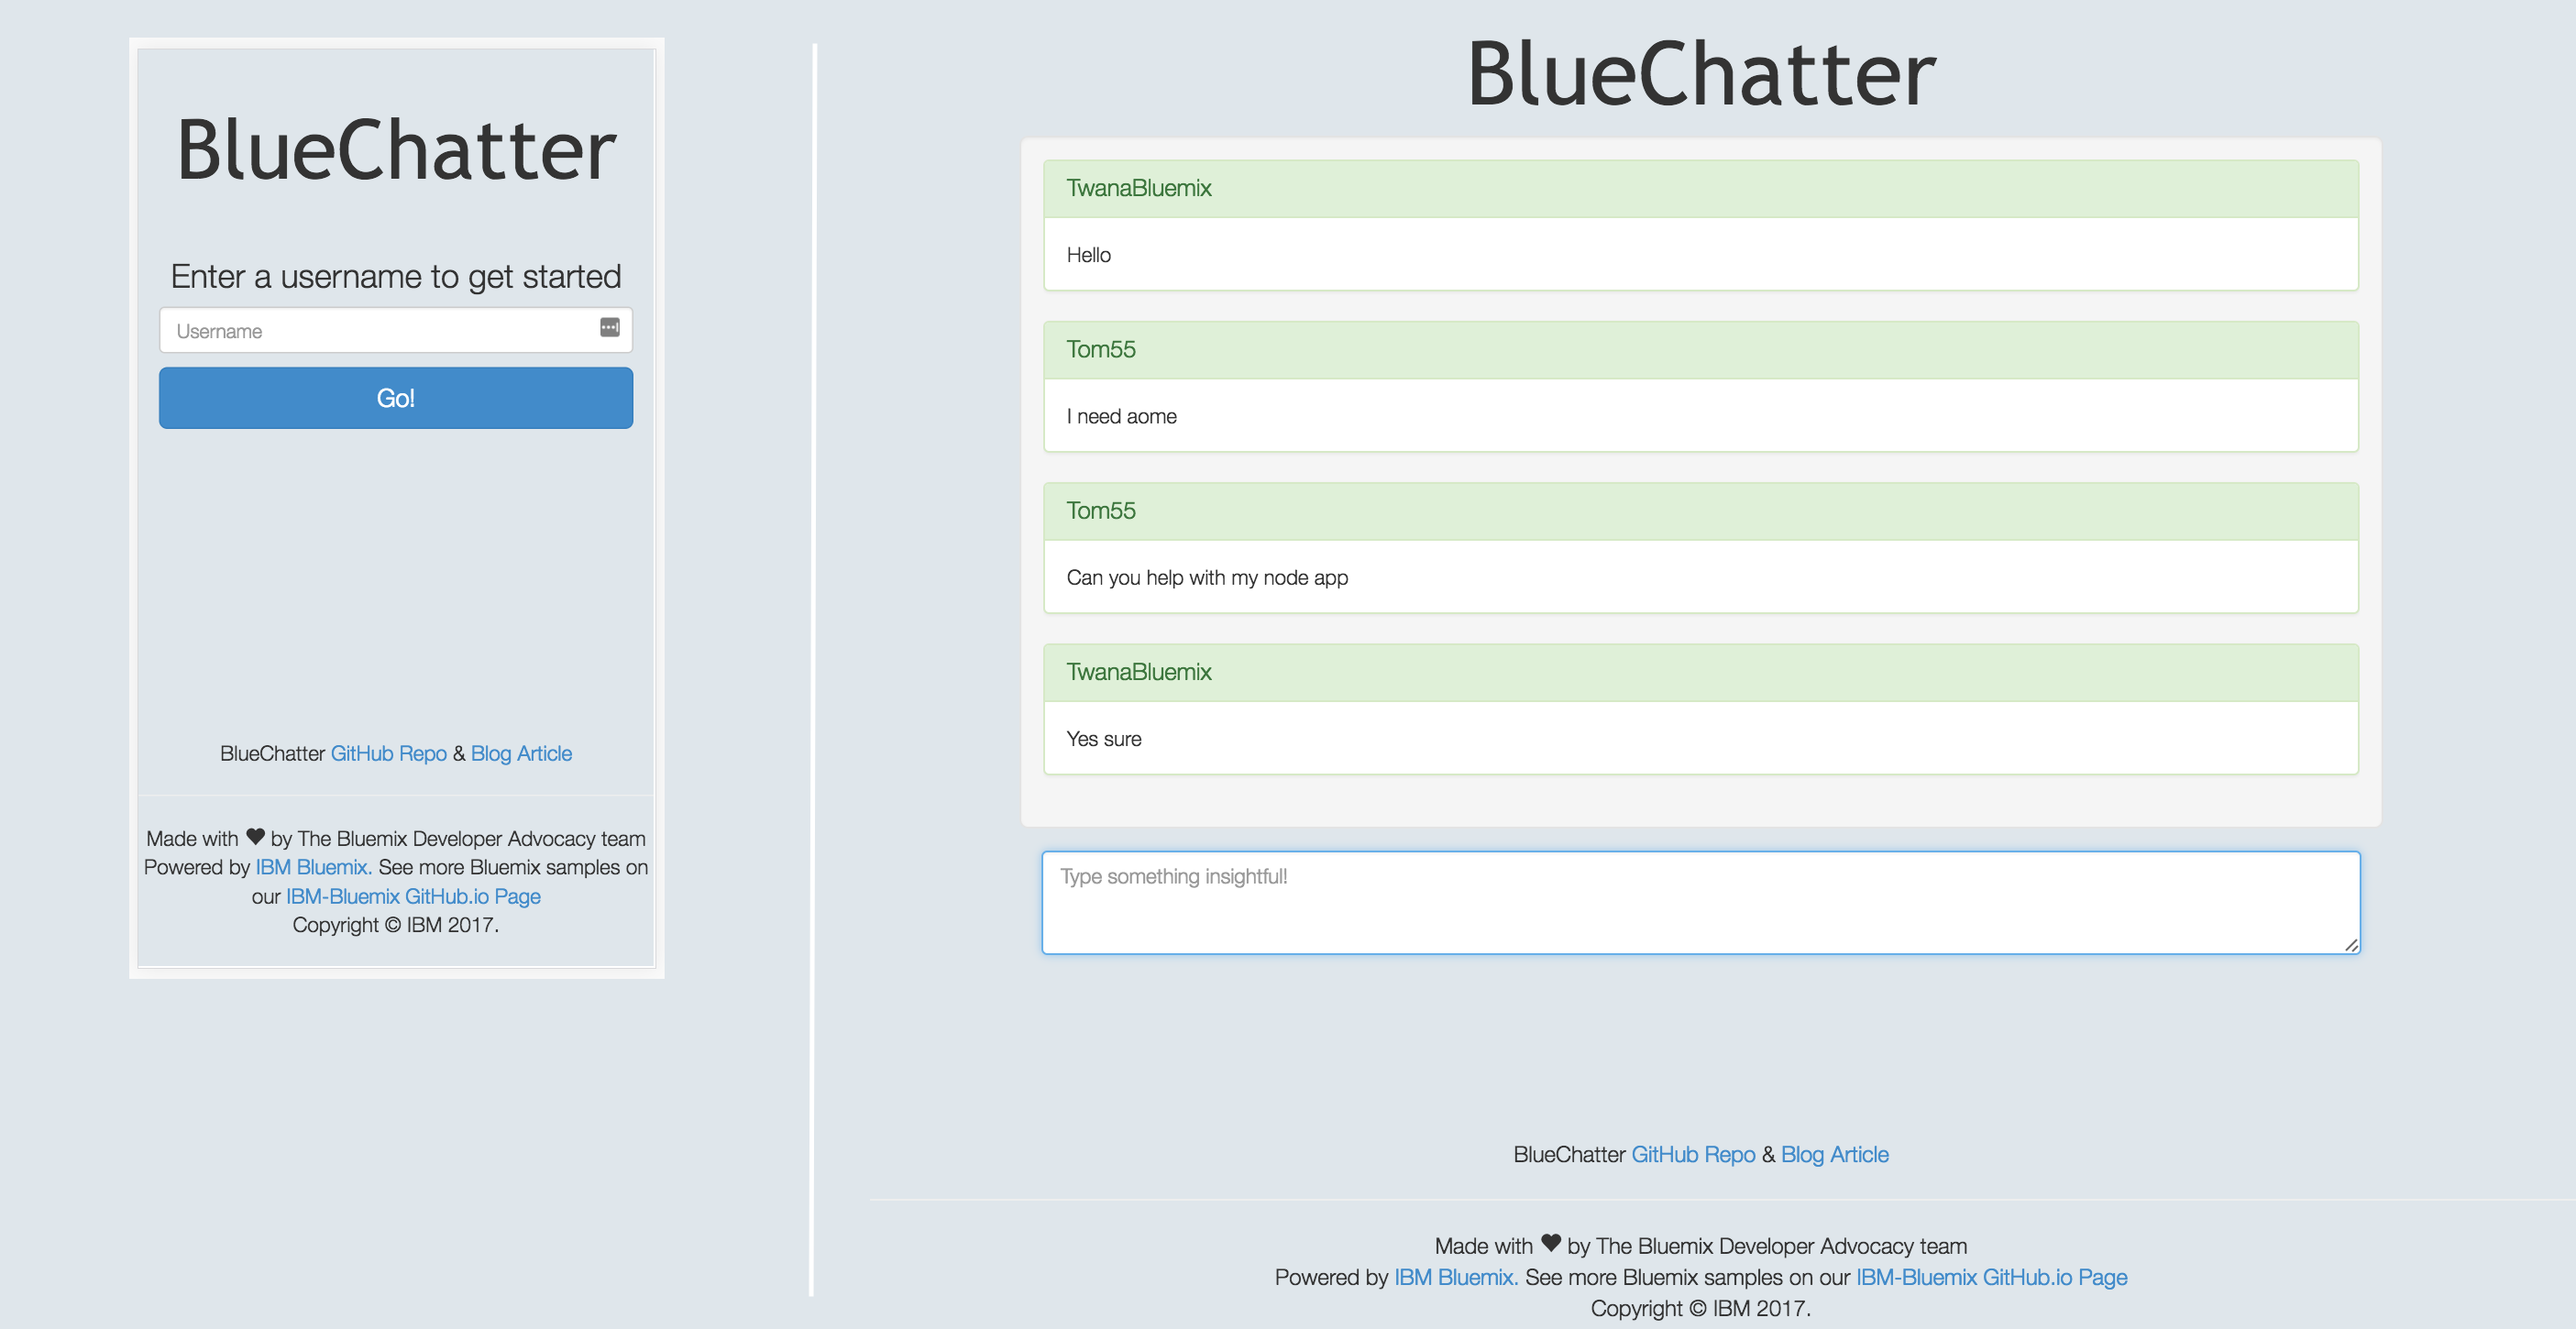 BlueChatter
Enter a username to get started
Username
Go!
BlueChatter GitHub Repo & Blog Article
Made with ♥ by The Bluemix Developer Advocacy team
Powered by IBM Bluemix. See more Bluemix samples on
our IBM-Bluemix GitHub.io Page
Copyright © IBM 2017.
BlueChatter
TwanaBluemix
Hello
Tom55
I need aome
Tom55
Can you help with my node app
TwanaBluemix
Yes sure
Type something insightful!
BlueChatter GitHub Repo & Blog Article
Made with ♥ by The Bluemix Developer Advocacy team
Powered by IBM Bluemix. See more Bluemix samples on our IBM-Bluemix GitHub.io Page
Copyright © IBM 2017.